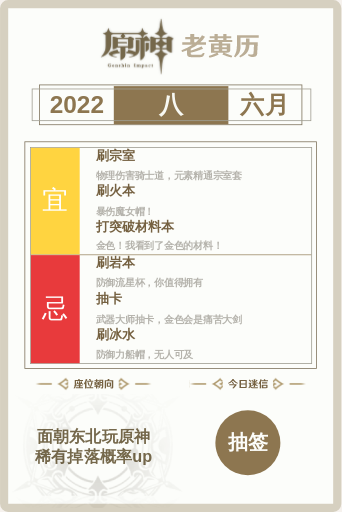 原神 老黄历
Genshin Impact
2022 八 六月
宜
刷宗室
物理伤害骑士道，元素精通宗室套
刷火本
暴伤魔女帽！
打突破材料本
金色！我看到了金色的材料！
忌
刷岩本
防御流星杯，你值得拥有
抽卡
武器大师抽卡，金色会是痛苦大剑
刷冰水
防御力船帽，无人可及
座位朝向
今日迷信
面朝东北玩原神
稀有掉落概率up
抽签